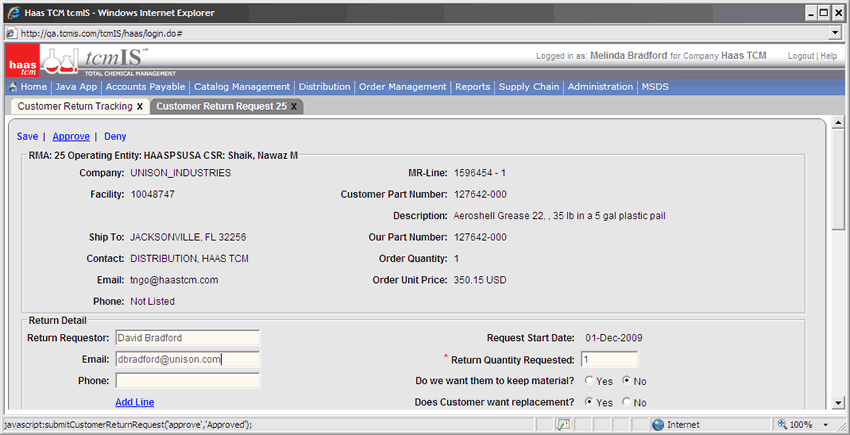 Haas TCM tcmIS - Windows Internet Explorer
http://qa.tcmis.com/tcmIS/haas/login.do#
haas tcm
tcmIS™
TOTAL CHEMICAL MANAGEMENT
Logged in as: Melinda Bradford for Company Haas TCM Logout | Help
Home | Java App | Accounts Payable | Catalog Management | Distribution | Order Management | Reports | Supply Chain | Administration | MSDS
Customer Return Tracking x Customer Return Request 25 x
Save | Approve | Deny
RMA: 25 Operating Entity: HAASPSUSA CSR: Shaik, Nawaz M
Company: UNISON_INDUSTRIES MR-Line: 1596454 - 1
Facility: 10048747 Customer Part Number: 127642-000
Description: Aeroshell Grease 22, , 35 lb in a 5 gal plastic pail
Ship To: JACKSONVILLE, FL 32256 Our Part Number: 127642-000
Contact: DISTRIBUTION, HAAS TCM Order Quantity: 1
Email: tngo@haastcm.com Order Unit Price: 350.15 USD
Phone: Not Listed
Return Detail
Return Requestor: David Bradford Request Start Date: 01-Dec-2009
Email: dbradford@unison.com * Return Quantity Requested: 1
Phone: Do we want them to keep material? Yes No
Add Line Does Customer want replacement? Yes No
javascript:submitCustomerReturnRequest('approve','Approved'); Internet 100%